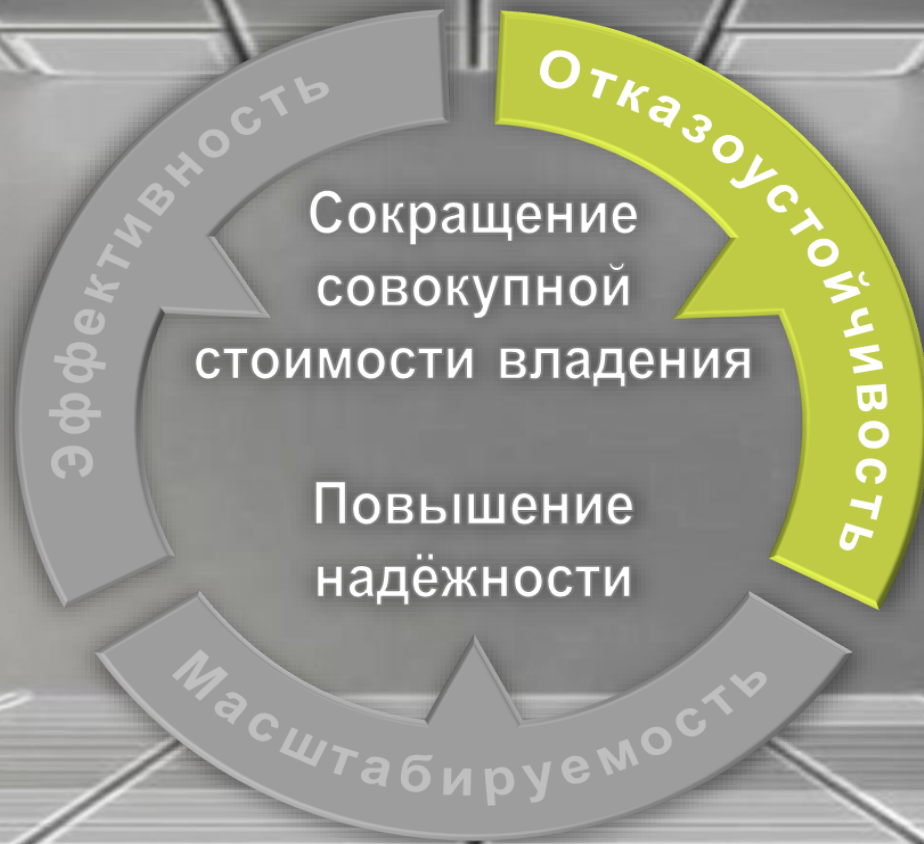 Эффективность
Отказоустойчивость
Сокращение
совокупной
стоимости владения
Повышение
надёжности
Масштабируемость